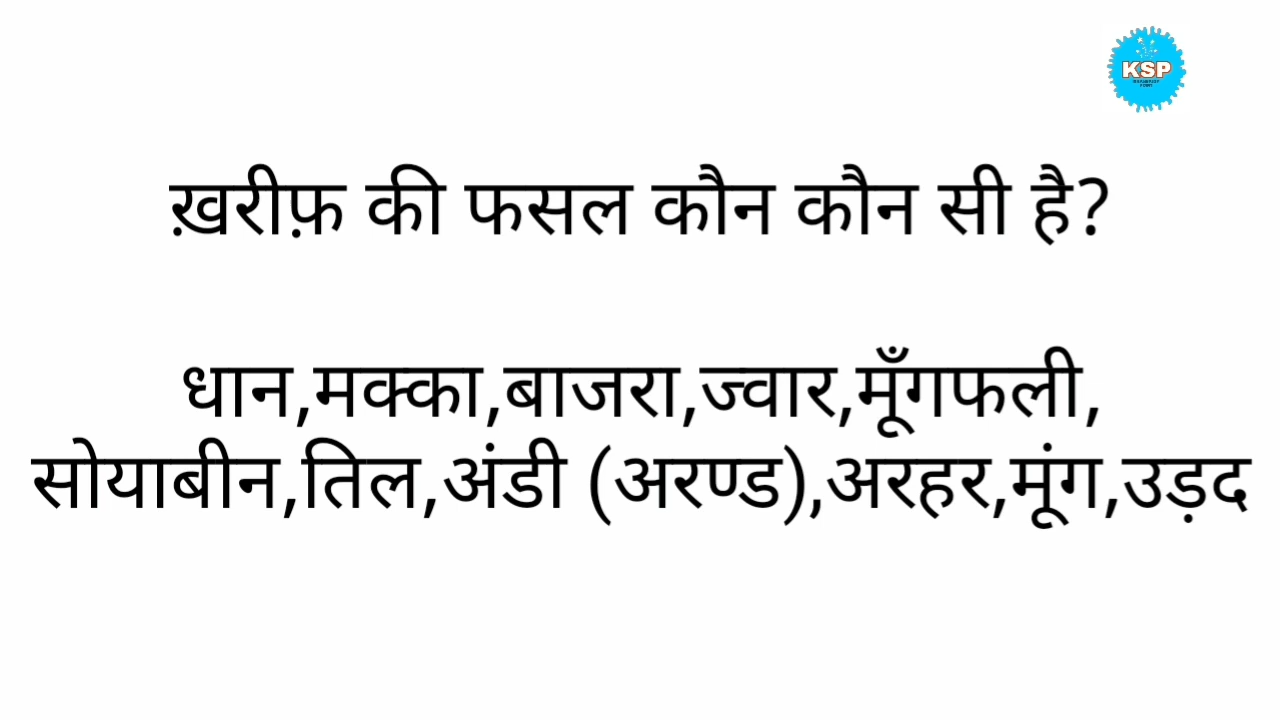 KSP
ख़रीफ़ की फसल कौन कौन सी है?
धान,मक्का,बाजरा,ज्वार,मूँगफली,
सोयाबीन,तिल,अंडी (अरण्ड),अरहर,मूंग,उड़द